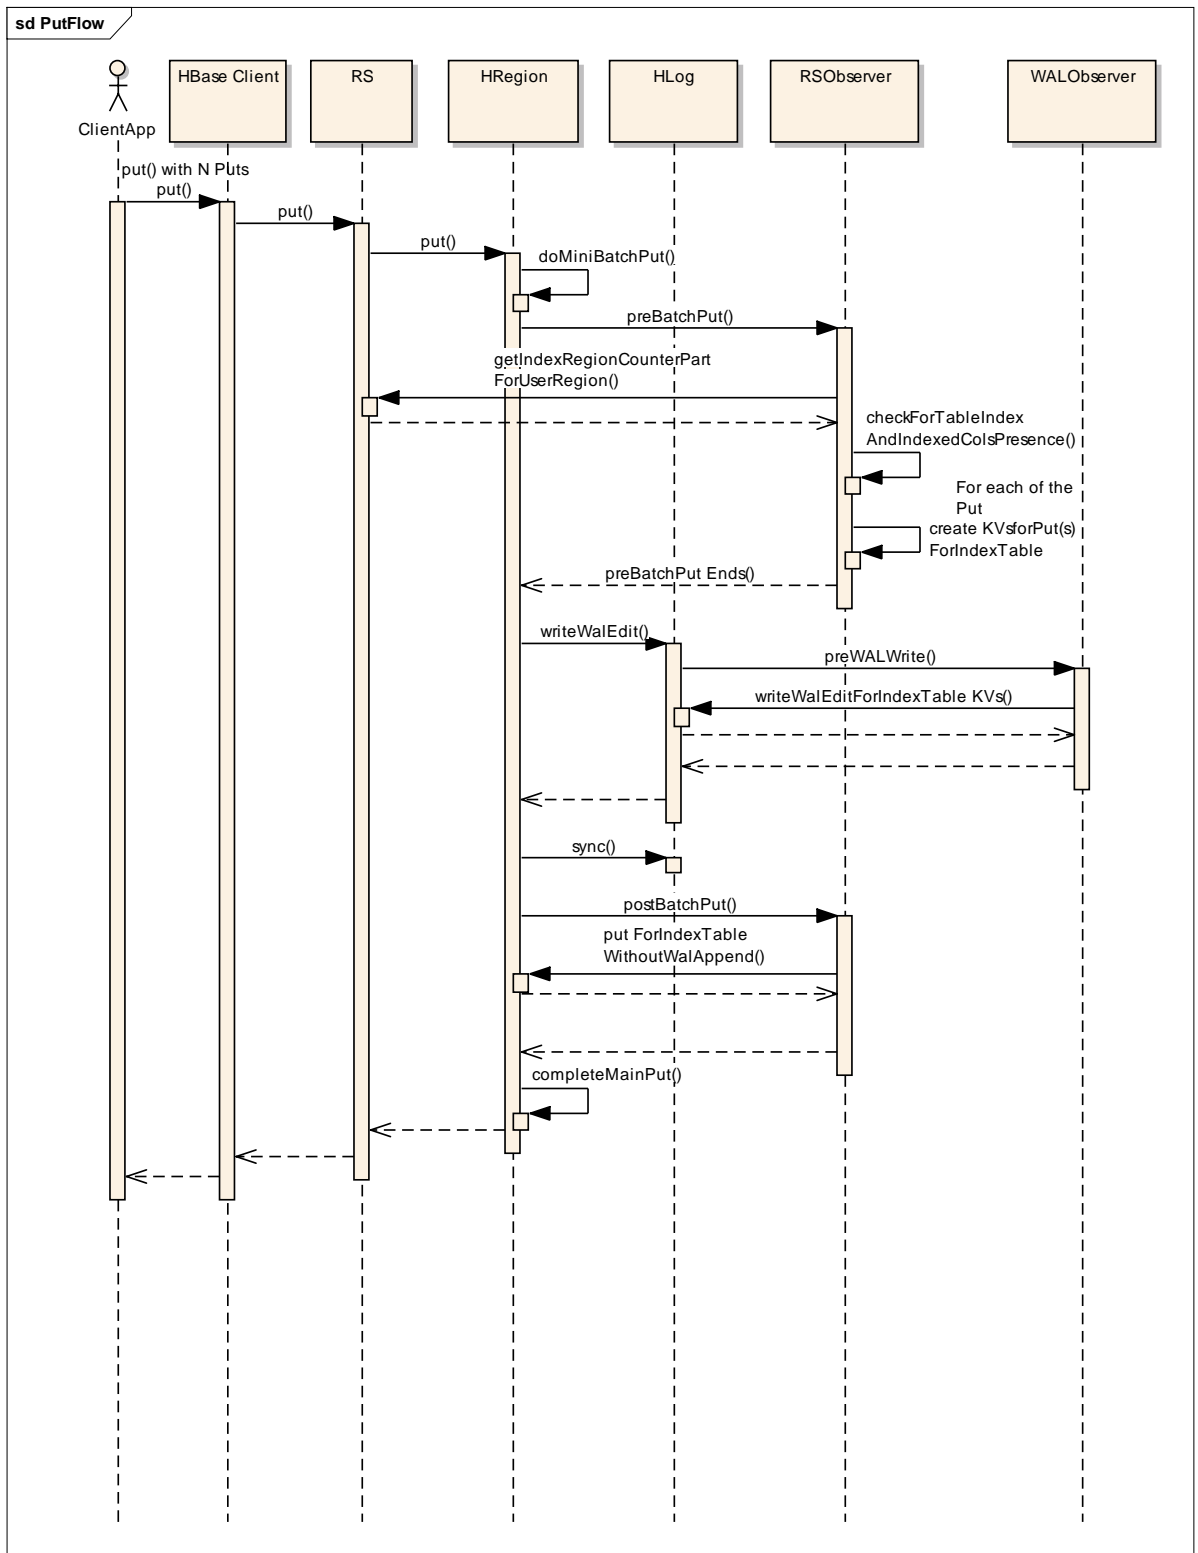 sd PutFlow
HBase Client
RS
HRegion
HLog
RSObserver
WALObserver
ClientApp
put() with N Puts
put()
put()
put()
doMiniBatchPut()
preBatchPut()
getIndexRegionCounterPart
ForUserRegion()
checkForTableIndex
AndIndexedColsPresence()
For each of the
Put
create KVsforPut(s)
ForIndexTable
preBatchPut Ends()
writeWalEdit()
preWALWrite()
writeWalEditForIndexTable KVs()
sync()
postBatchPut()
put ForIndexTable
WithoutWalAppend()
completeMainPut()